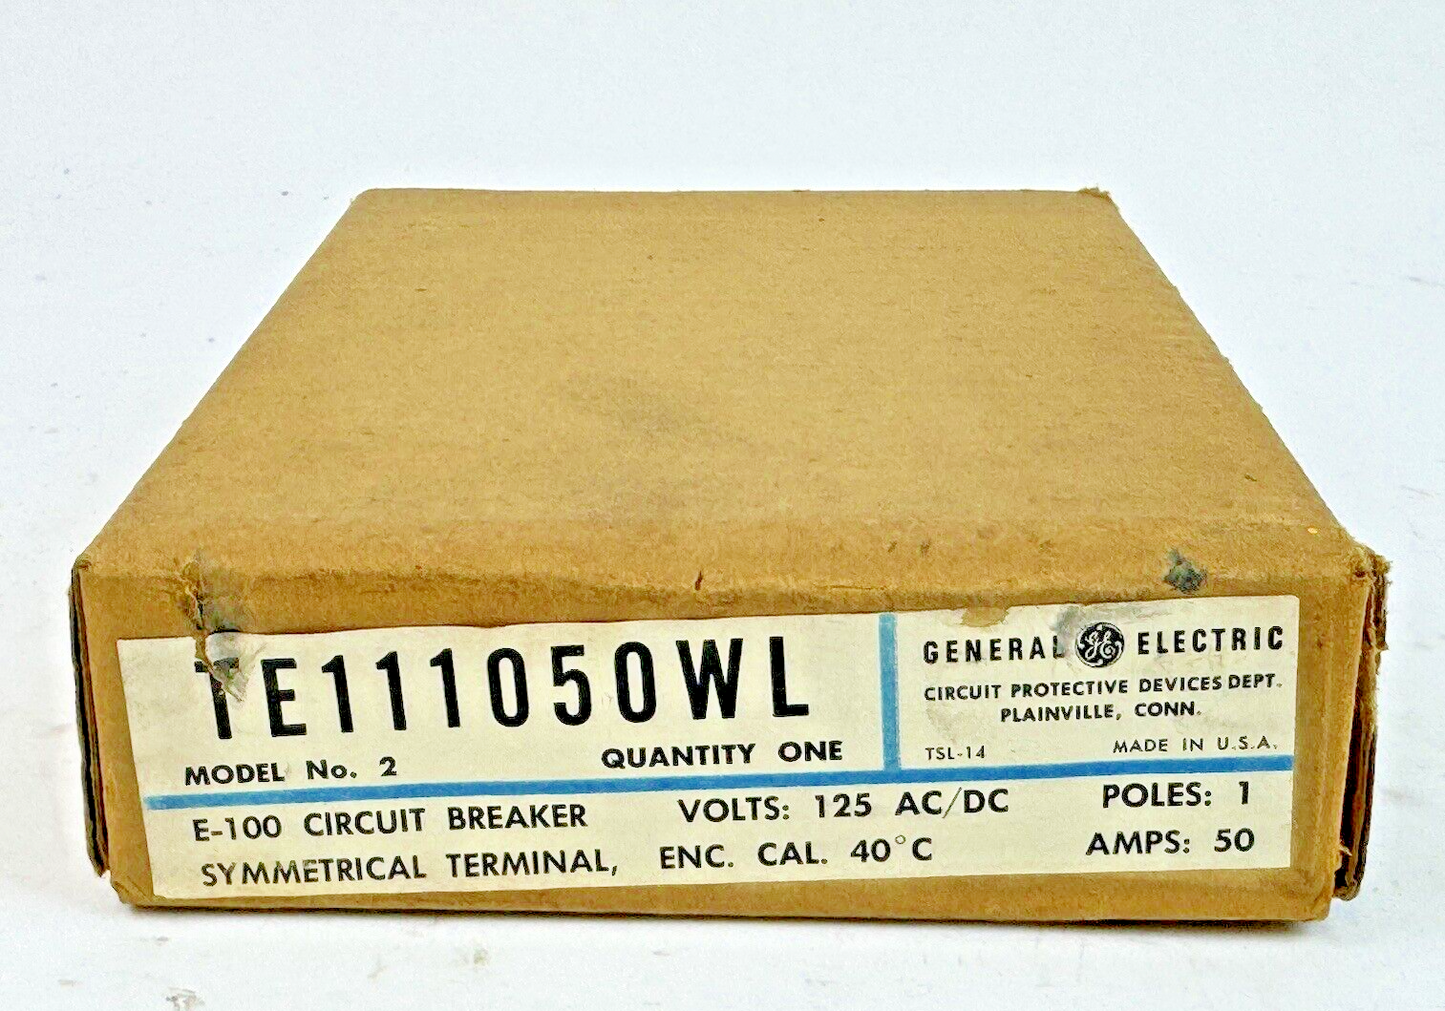 TE111050WL
MODEL No. 2 QUANTITY ONE
GENERAL GE ELECTRIC
CIRCUIT PROTECTIVE DEVICES DEPT.
PLAINVILLE, CONN.
TSL-14 MADE IN U.S.A.
E-100 CIRCUIT BREAKER VOLTS: 125 AC/DC POLES: 1
SYMMETRICAL TERMINAL, ENC. CAL. 40°C AMPS: 50